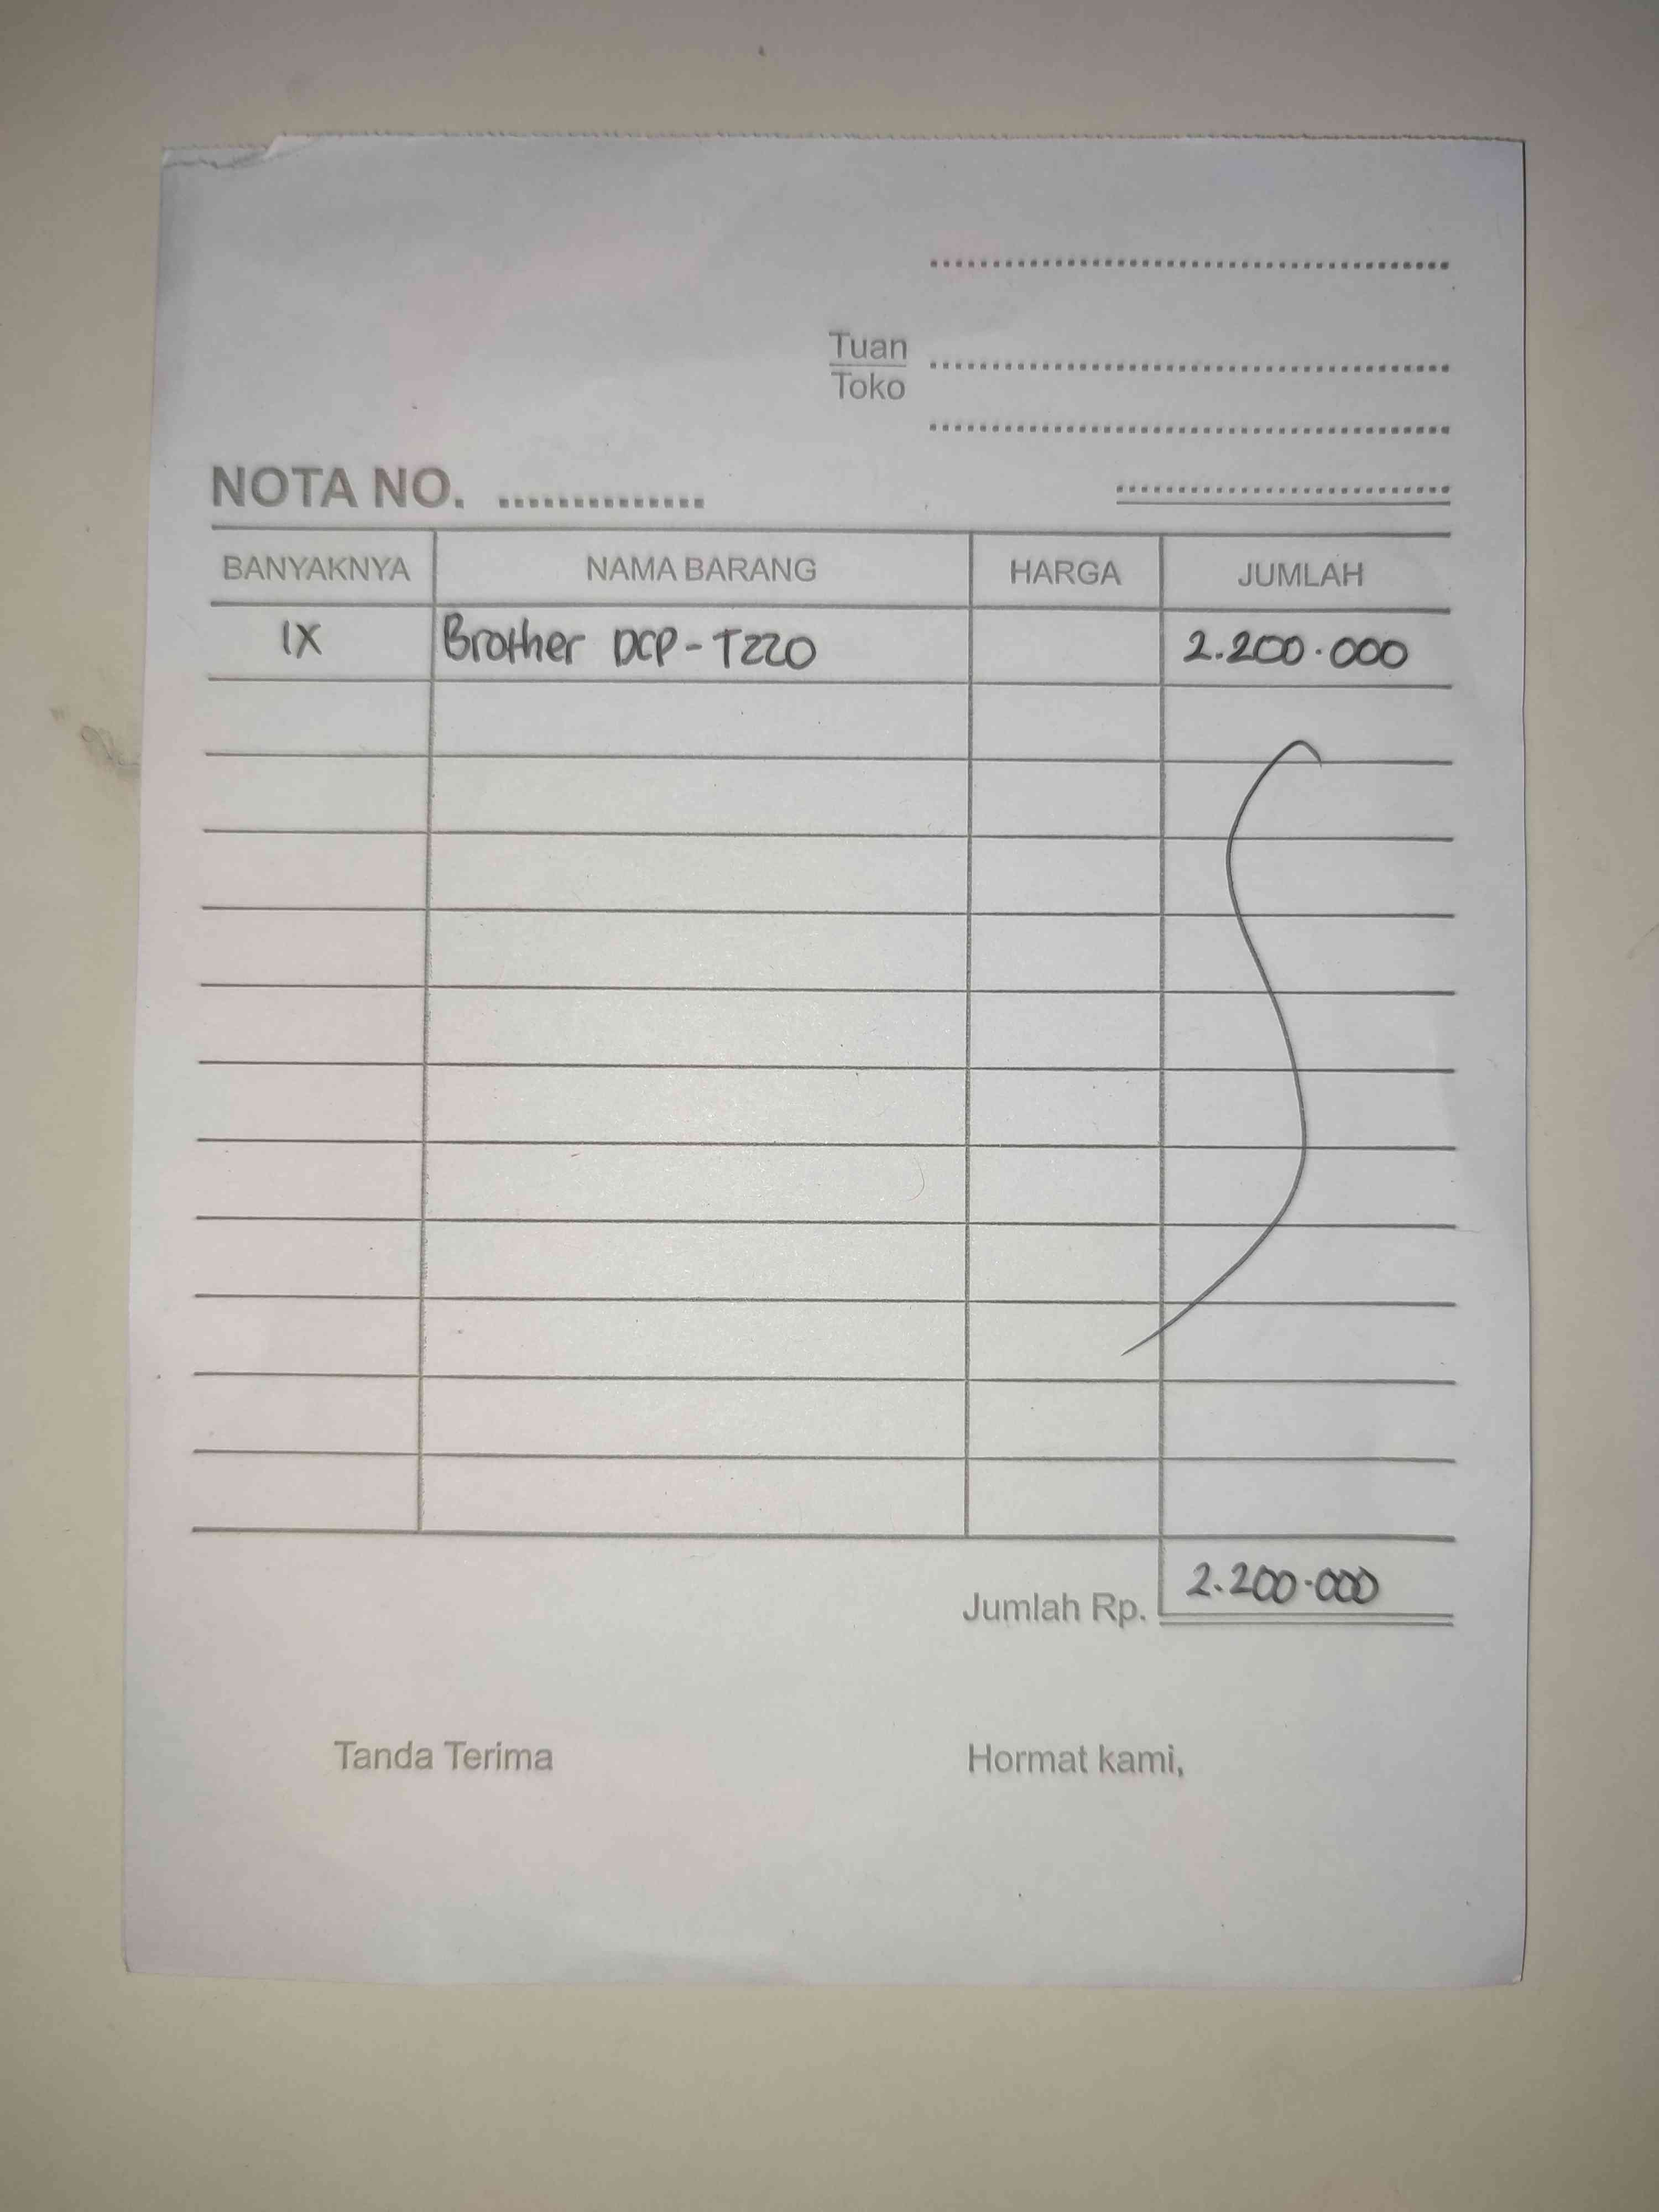 Tuan
Toko
NOTA NO. ..............
BANYAKNYA NAMA BARANG HARGA JUMLAH
1X Brother DCP-T220 2.200.000
Jumlah Rp. 2.200.000
Tanda Terima Hormat kami,